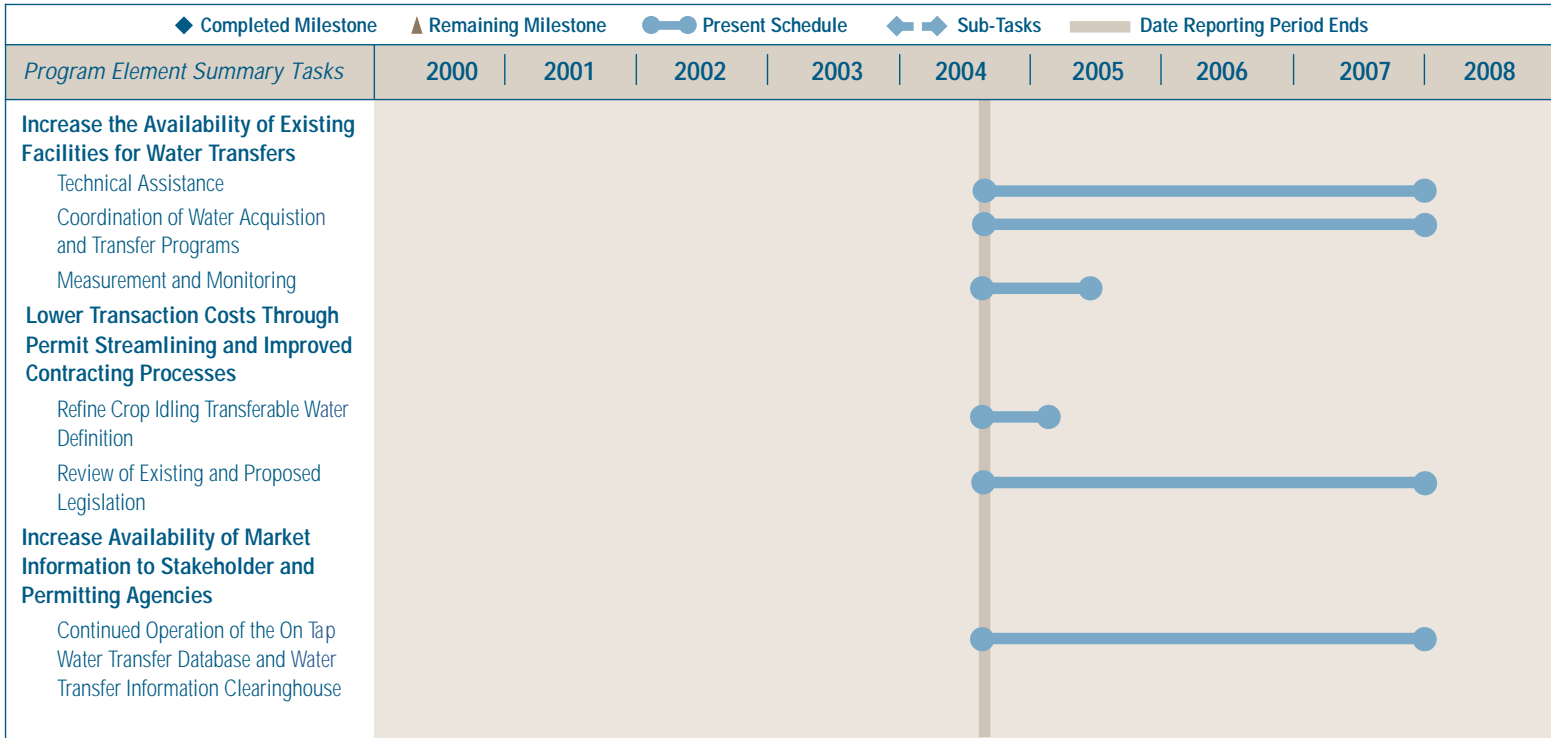 Completed Milestone Remaining Milestone Present Schedule Sub-Tasks Date Reporting Period Ends
Program Element Summary Tasks 2000 2001 2002 2003 2004 2005 2006 2007 2008
Increase the Availability of Existing
Facilities for Water Transfers
Technical Assistance
Coordination of Water Acquistion
and Transfer Programs
Measurement and Monitoring
Lower Transaction Costs Through
Permit Streamlining and Improved
Contracting Processes
Refine Crop Idling Transferable Water
Definition
Review of Existing and Proposed
Legislation
Increase Availability of Market
Information to Stakeholder and
Permitting Agencies
Continued Operation of the On Tap
Water Transfer Database and Water
Transfer Information Clearinghouse